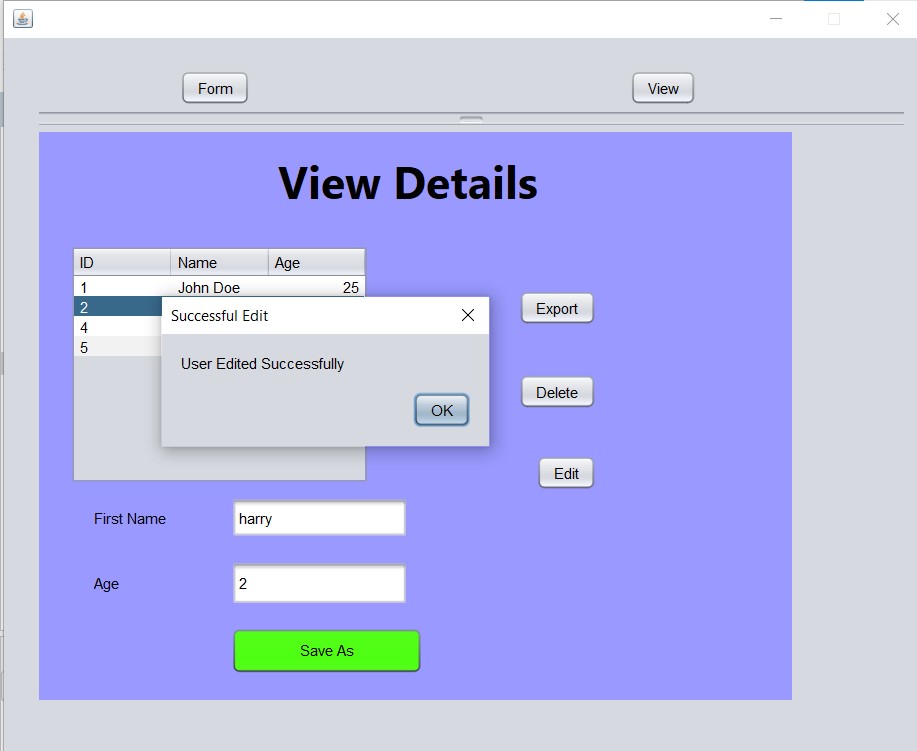 Form View
View Details
ID Name Age
1 John Doe 25
2
4
5
Successful Edit
User Edited Successfully
OK
Export
Delete
Edit
First Name harry
Age 2
Save As